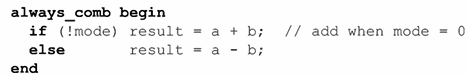 always_comb begin
  if (!mode) result = a + b;  // add when mode = 0
  else       result = a - b;
end